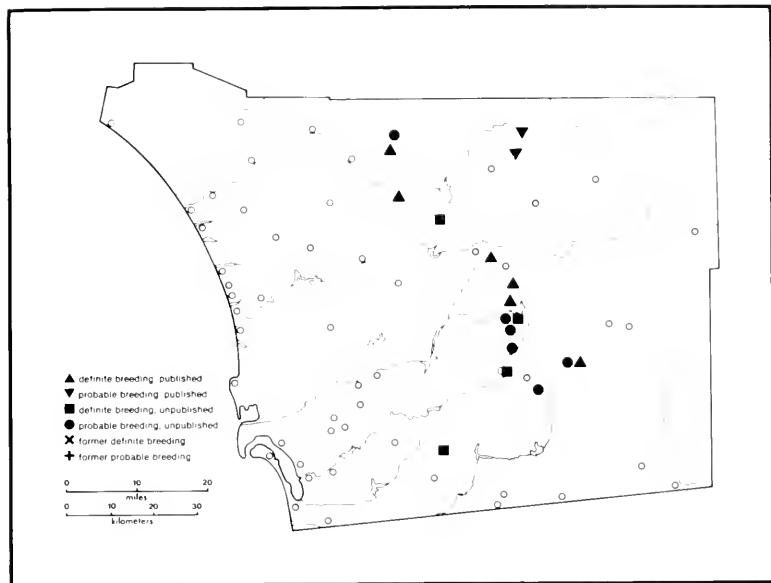 ▲ definite breeding, published
▼ probable breeding, published
■ definite breeding, unpublished
● probable breeding, unpublished
✕ former definite breeding
+ former probable breeding
0 10 20
miles
0 10 20 30
kilometers